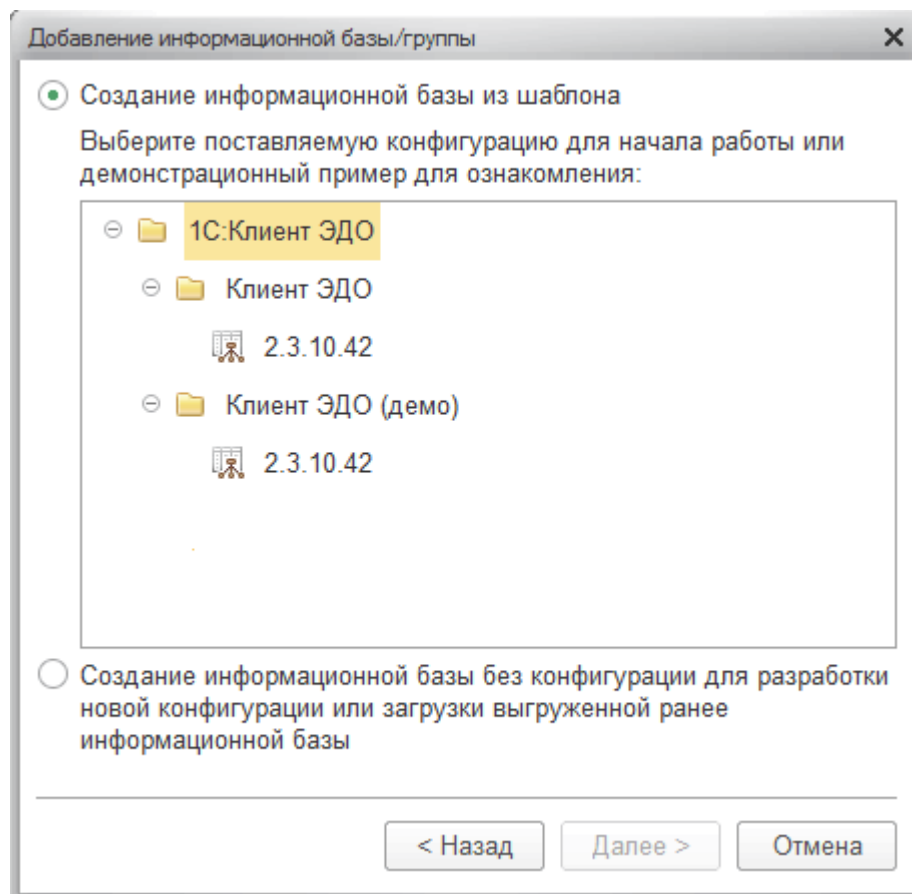 Добавление информационной базы/группы
Создание информационной базы из шаблона
Выберите поставляемую конфигурацию для начала работы или
демонстрационный пример для ознакомления:
1С:Клиент ЭДО
Клиент ЭДО
2.3.10.42
Клиент ЭДО (демо)
2.3.10.42
Создание информационной базы без конфигурации для разработки
новой конфигурации или загрузки выгруженной ранее
информационной базы
< Назад
Далее >
Отмена